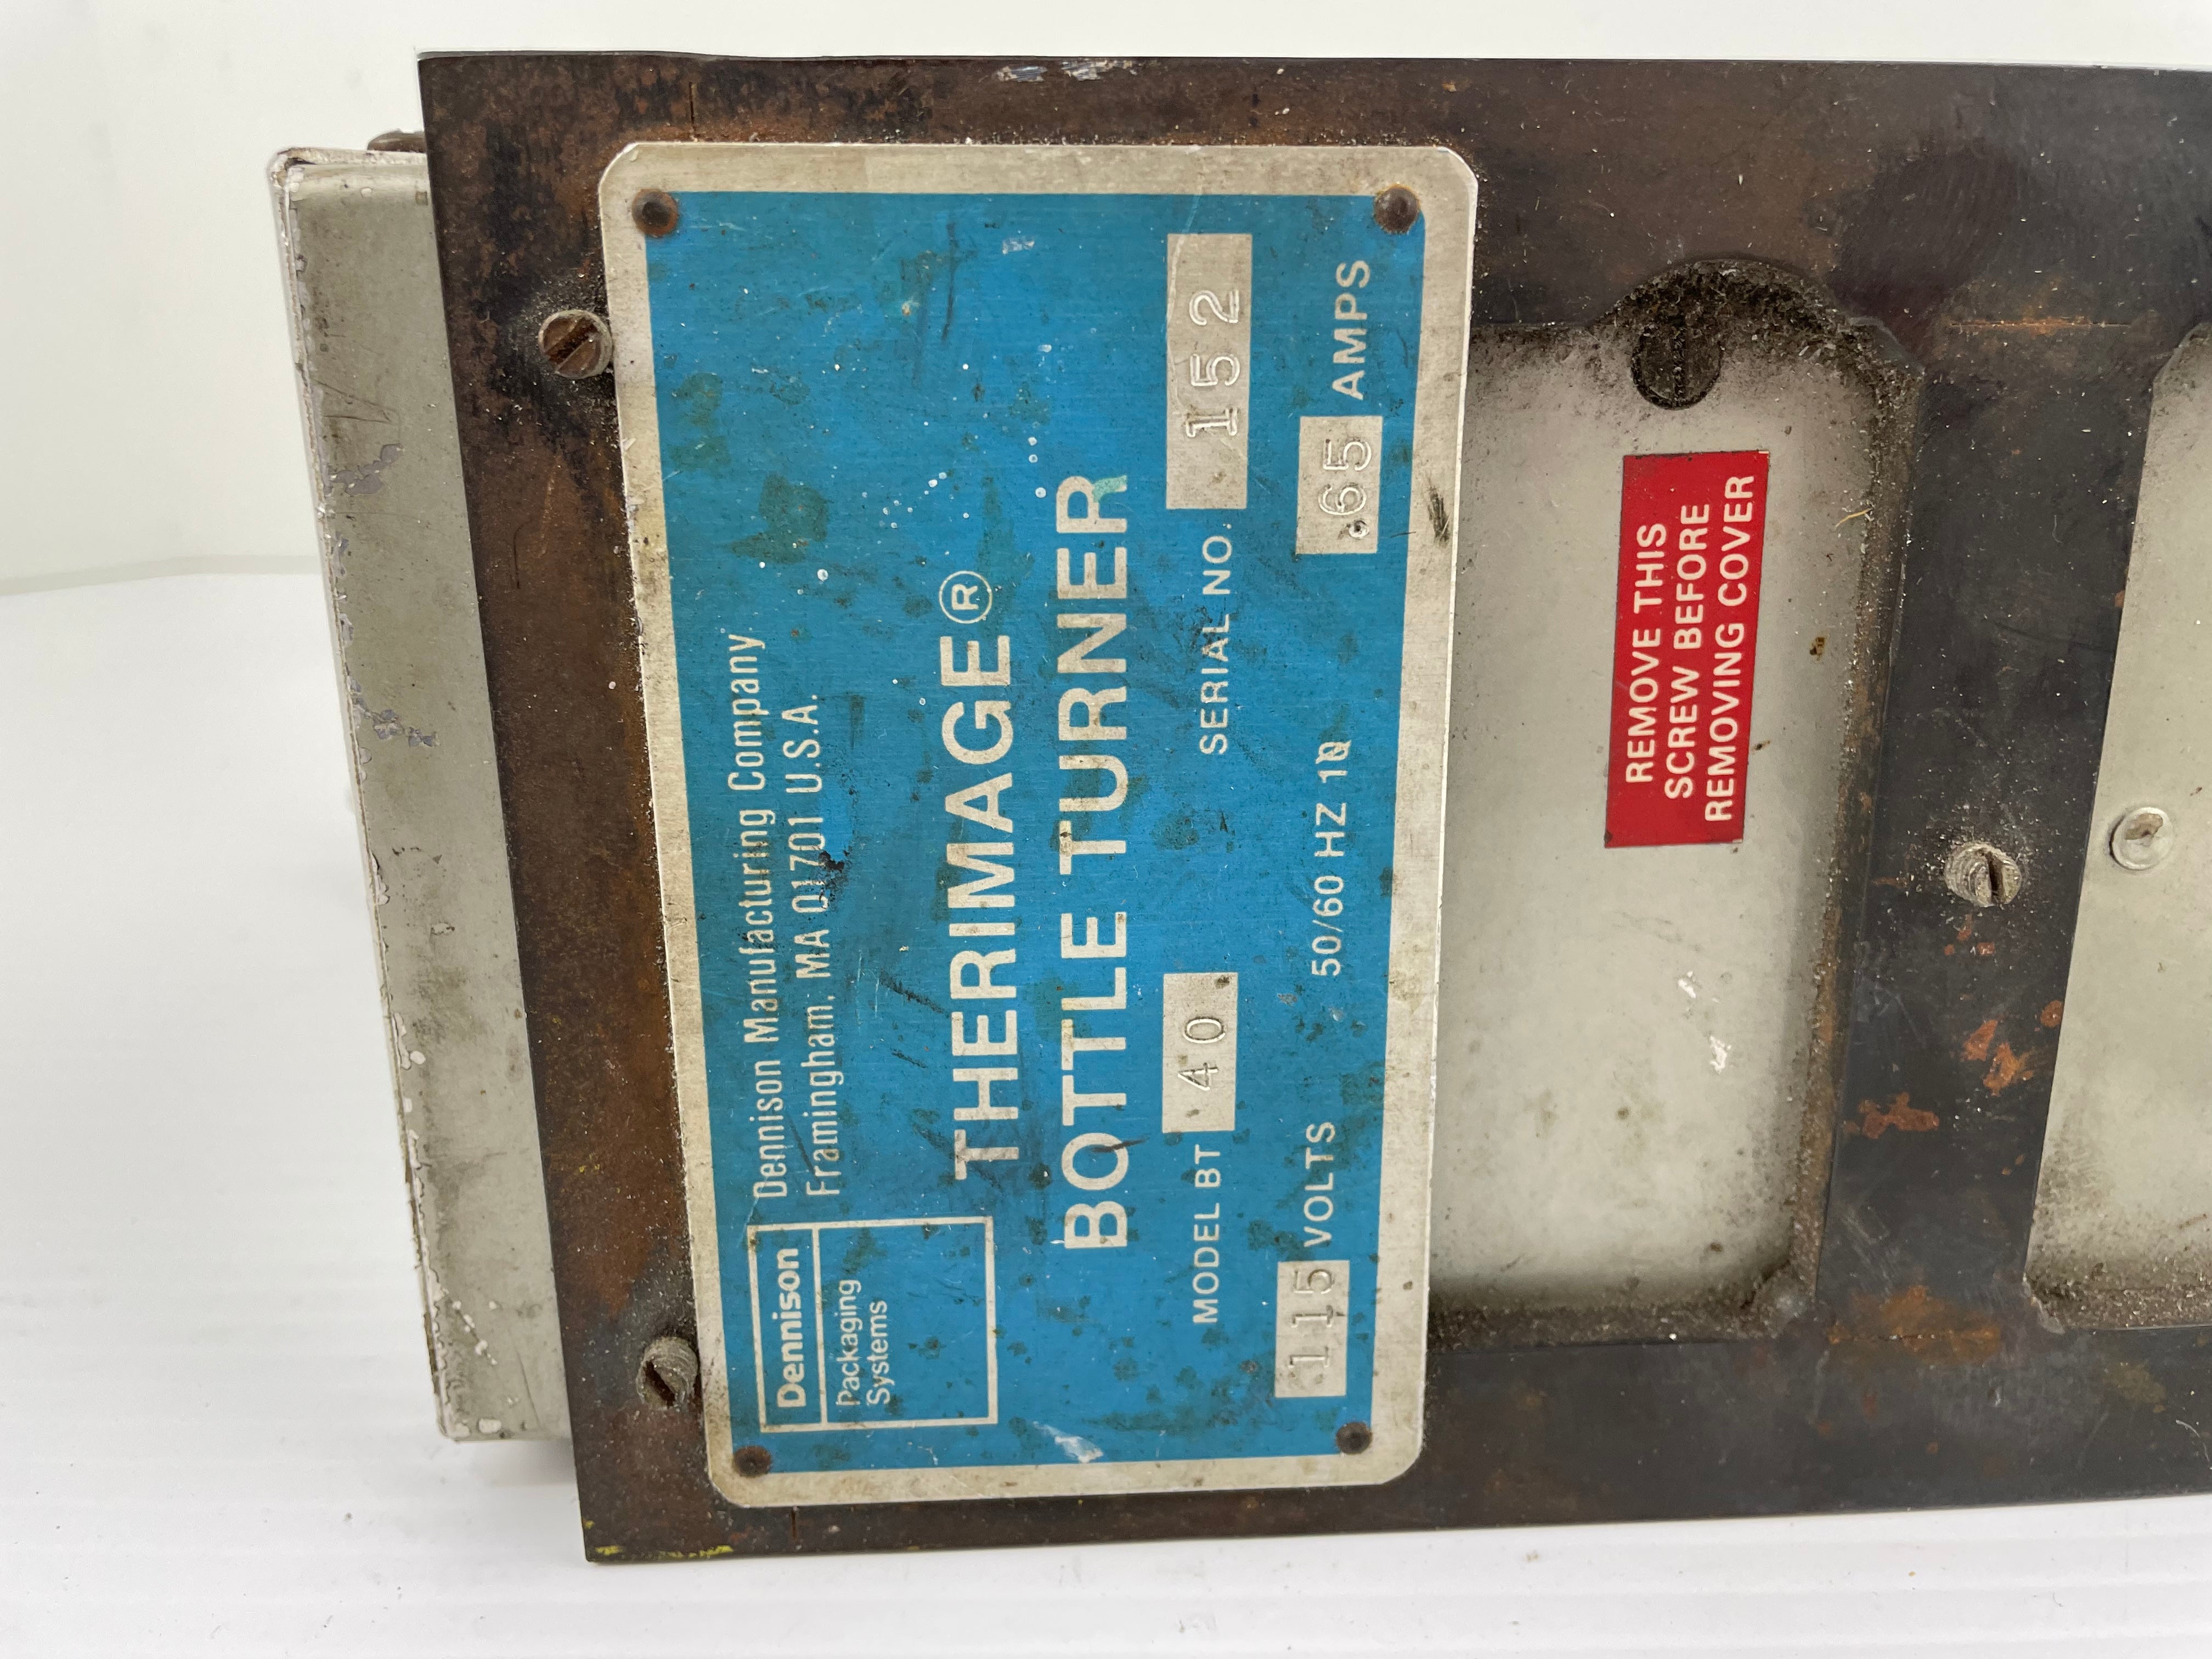 Dennison
Packaging
Systems
Dennison Manufacturing Company
Framingham, MA 01701 U.S.A.
THERIMAGE®
BOTTLE TURNER
MODEL BT 40 SERIAL NO. 152
115 VOLTS 50/60 HZ 1Ø .65 AMPS
REMOVE THIS
SCREW BEFORE
REMOVING COVER